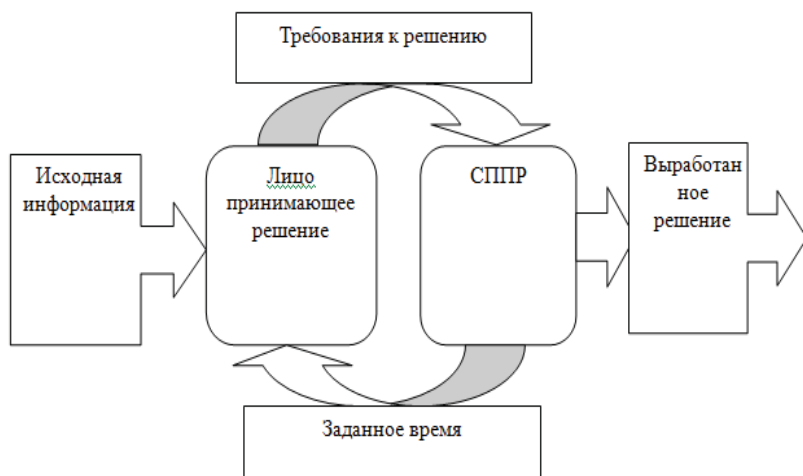 Требования к решению
Исходная
информация
Лицо
принимающее
решение
СППР
Выработан
ное
решение
Заданное время